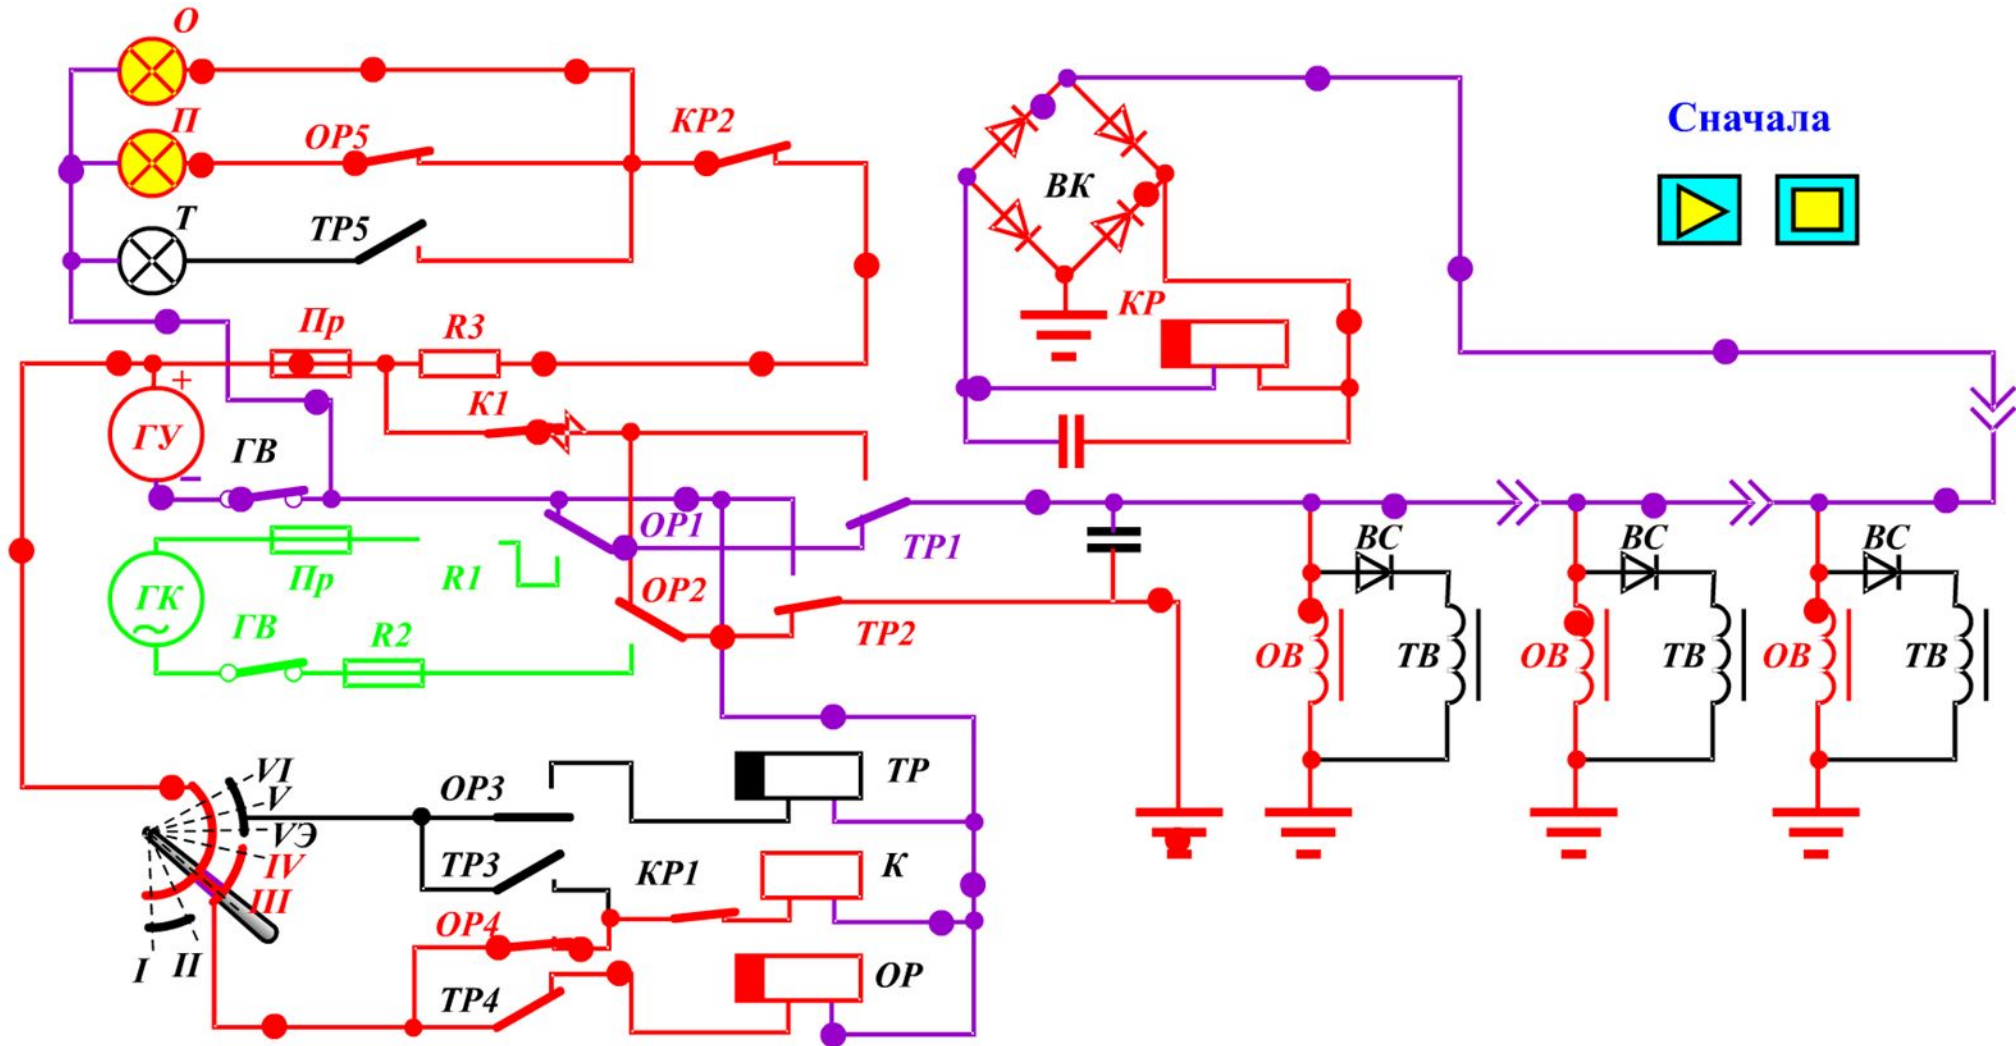 О
П
ОР5
КР2
Сначала
ВК
Т
ТР5
Пр
R3
КР
+
К1
ГУ
ГВ
–
ОР1
ТР1
ВС
ВС
ВС
Пр
R1
ГК
~
ОР2
ГВ
R2
ТР2
ОВ
ТВ
ОВ
ТВ
ОВ
ТВ
VI
V
VЭ
IV
III
II
I
ОР3
ТР
ТР3
КР1
К
ОР4
ОР
ТР4